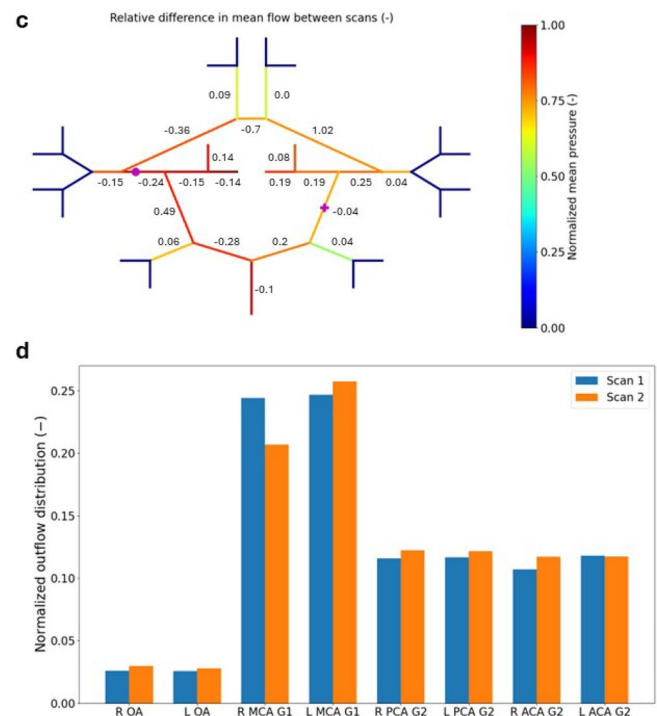 c
Relative difference in mean flow between scans (-)
0.09
0.0
-0.36
-0.7
1.02
0.14
0.08
-0.15
-0.24
-0.15
-0.14
0.19
0.19
0.25
0.04
0.49
-0.04
0.06
-0.28
0.2
0.04
-0.1
1.00
0.75
0.50
0.25
0.00
Normalized mean pressure (-)
d
Normalized outflow distribution (−)
0.25
0.20
0.15
0.10
0.05
0.00
Scan 1
Scan 2
R OA
L OA
R MCA G1
L MCA G1
R PCA G2
L PCA G2
R ACA G2
L ACA G2